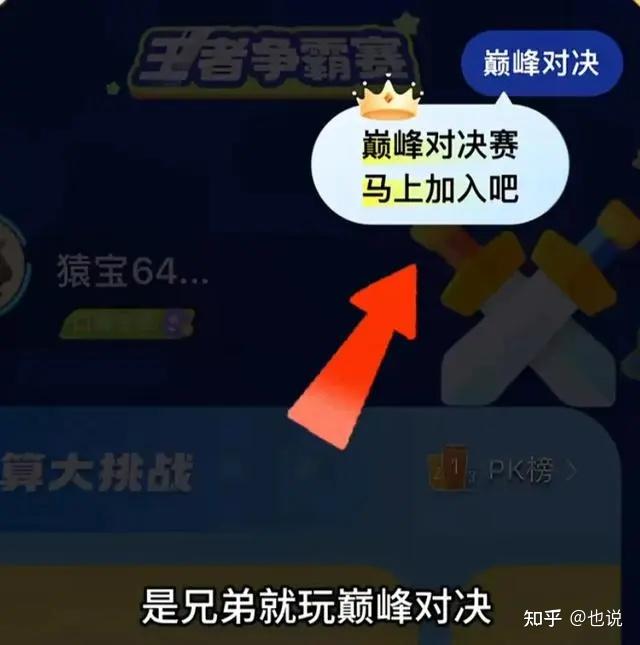 王者争霸赛
巅峰对决
巅峰对决赛
马上加入吧
猿宝64...
算大挑战
PK榜
是兄弟就玩巅峰对决
知乎 @也说